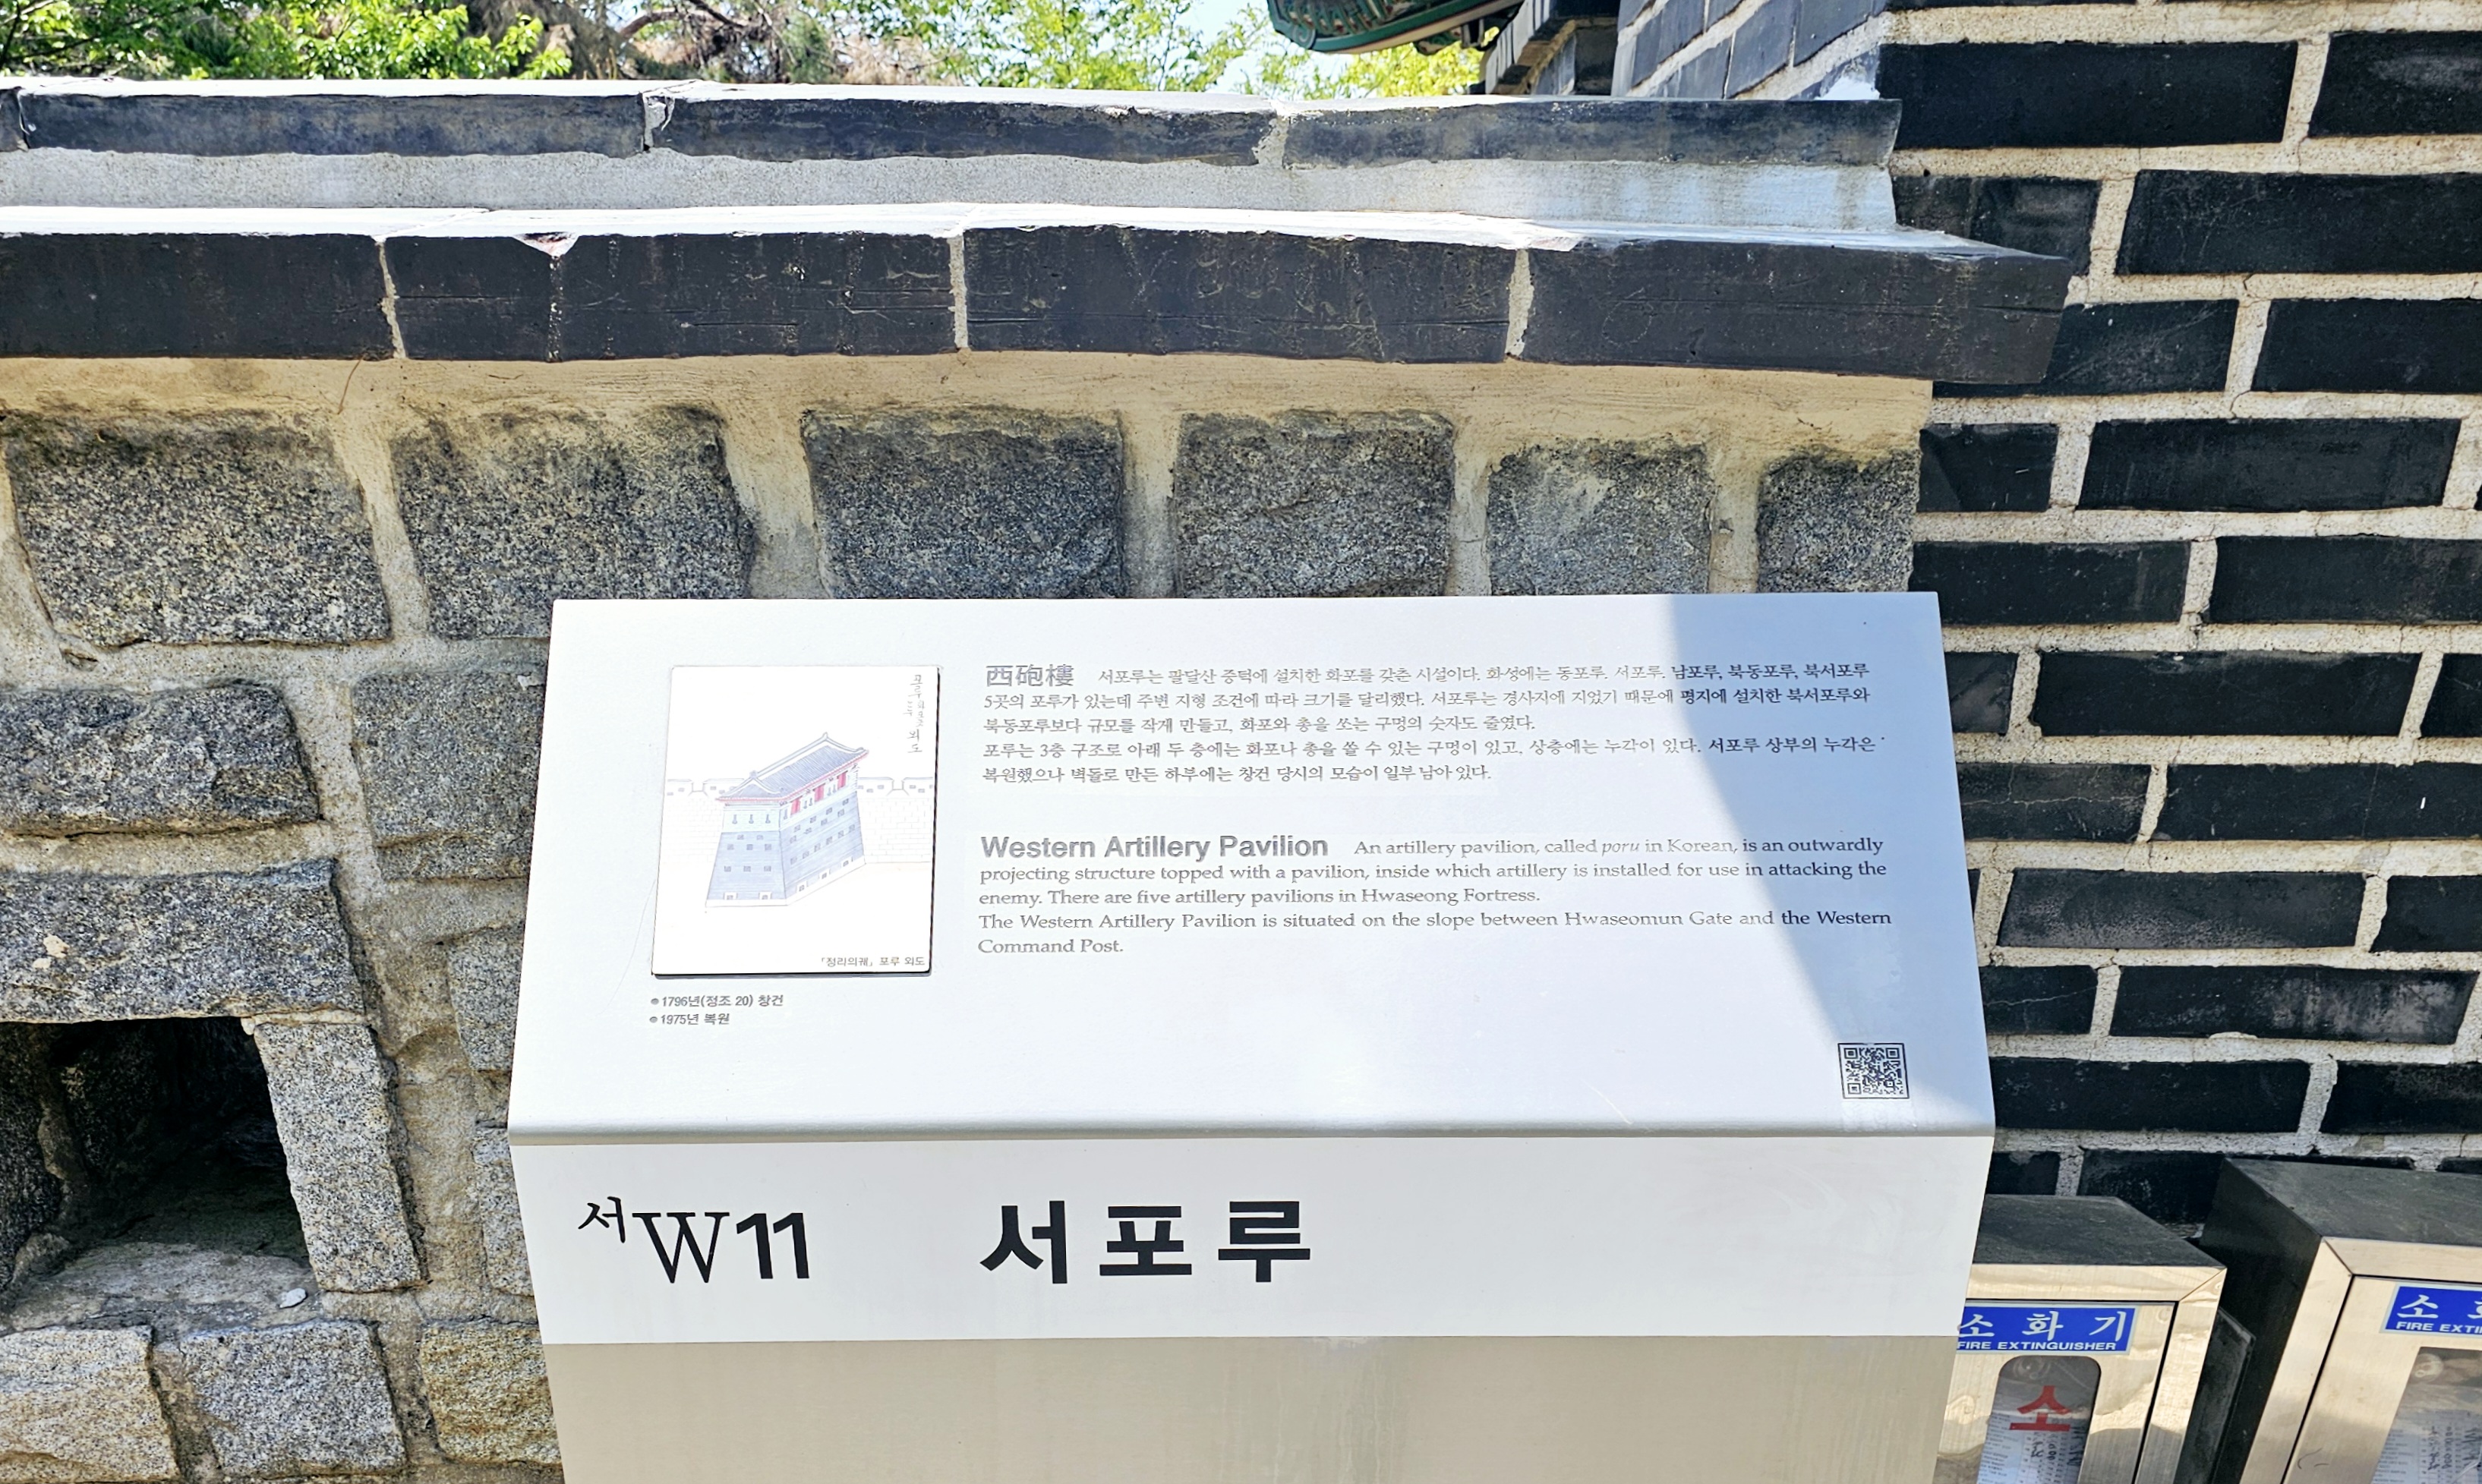 西砲樓 서포루는 팔달산 중턱에 설치한 화포를 갖춘 시설이다. 화성에는 동포루, 서포루, 남포루, 북동포루, 북서포루
5곳의 포루가 있는데 주변 지형 조건에 따라 크기를 달리했다. 서포루는 경사지에 지었기 때문에 평지에 설치한 북서포루와
북동포루보다 규모를 작게 만들고, 화포와 총을 쏘는 구멍의 숫자도 줄였다.
포루는 3층 구조로 아래 두 층에는 화포나 총을 쏠 수 있는 구멍이 있고, 상층에는 누각이 있다. 서포루 상부의 누각은
복원했으나 벽돌로 만든 하부에는 창건 당시의 모습이 일부 남아 있다.
Western Artillery Pavilion An artillery pavilion, called poru in Korean, is an outwardly
projecting structure topped with a pavilion, inside which artillery is installed for use in attacking the
enemy. There are five artillery pavilions in Hwaseong Fortress.
The Western Artillery Pavilion is situated on the slope between Hwaseomun Gate and the Western
Command Post.
「정리의궤」 포루 외도
1796년(정조 20) 창건
1975년 복원
서W11 서포루
소화기
FIRE EXTINGUISHER
소
소
FIRE EXTI